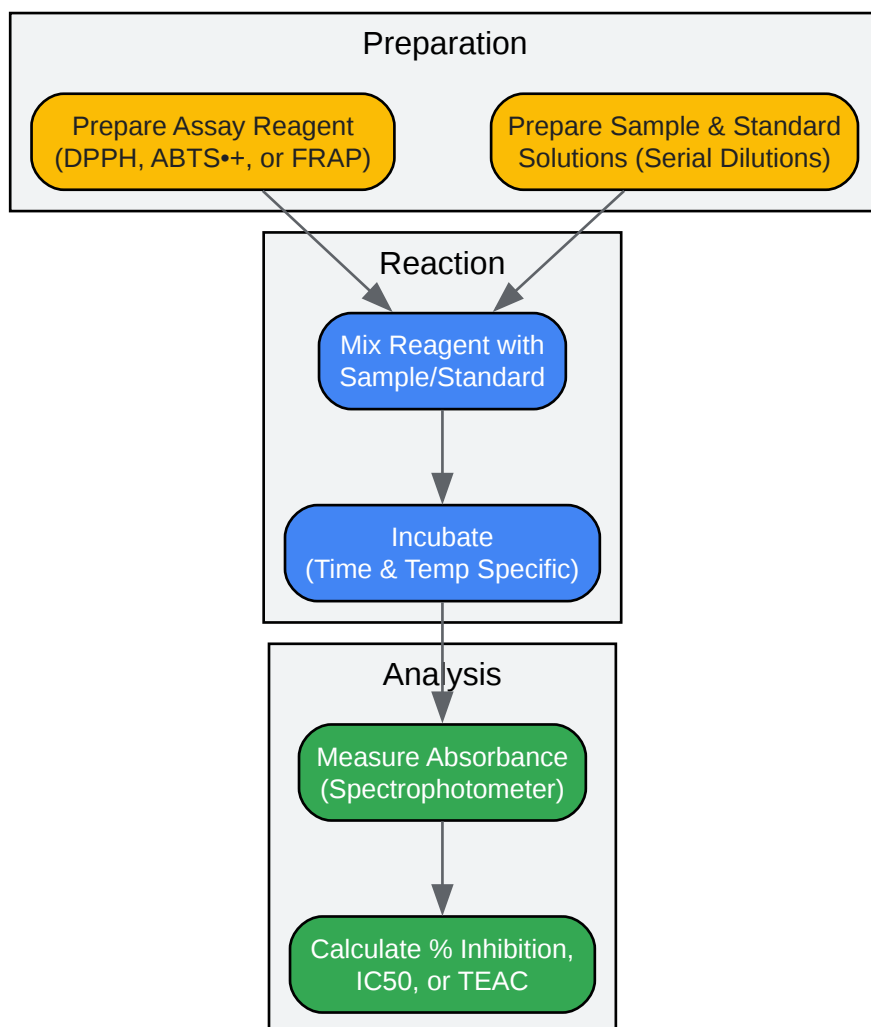 Preparation
Prepare Assay Reagent
(DPPH, ABTS•+, or FRAP)
Prepare Sample & Standard
Solutions (Serial Dilutions)
Reaction
Mix Reagent with
Sample/Standard
Incubate
(Time & Temp Specific)
Analysis
Measure Absorbance
(Spectrophotometer)
Calculate % Inhibition,
IC50, or TEAC